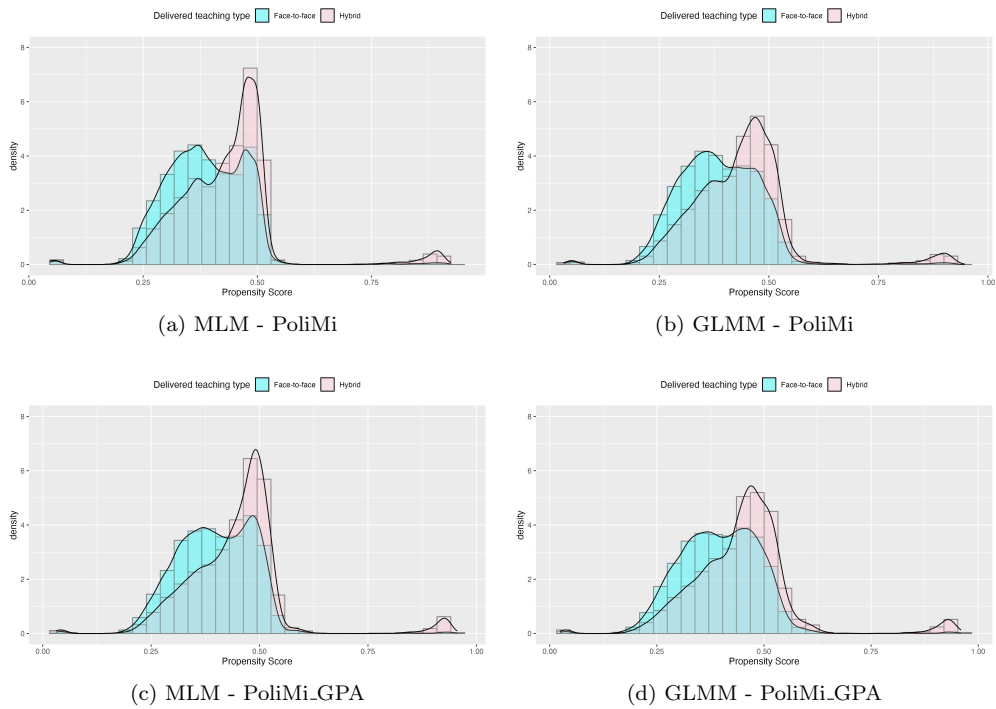 Delivered teaching type Face-to-face Hybrid
8
6
4
2
0
density
0.00 0.25 0.50 0.75
Propensity Score
(a) MLM - PoliMi
Delivered teaching type Face-to-face Hybrid
8
6
4
2
0
density
0.00 0.25 0.50 0.75 1.00
Propensity Score
(b) GLMM - PoliMi
Delivered teaching type Face-to-face Hybrid
8
6
4
2
0
density
0.00 0.25 0.50 0.75 1.00
Propensity Score
(c) MLM - PoliMi_GPA
Delivered teaching type Face-to-face Hybrid
8
6
4
2
0
density
0.00 0.25 0.50 0.75 1.00
Propensity Score
(d) GLMM - PoliMi_GPA